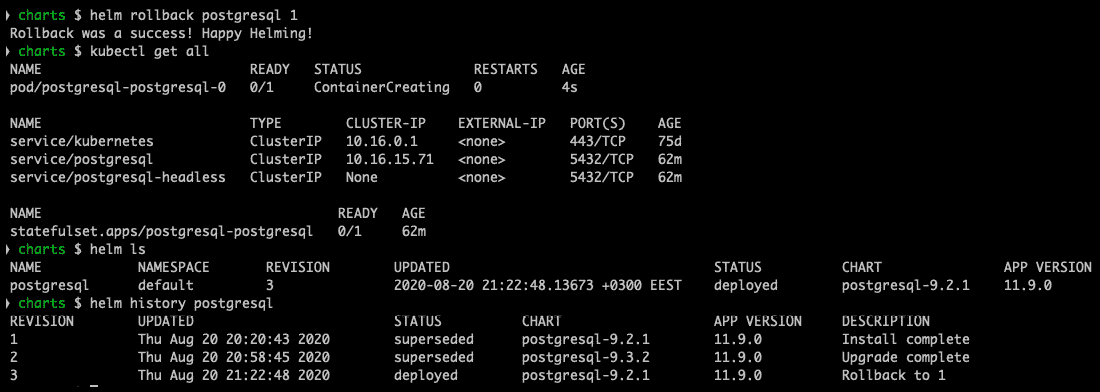 charts $ helm rollback postgresql 1
Rollback was a success! Happy Helming!
charts $ kubectl get all
NAME READY STATUS RESTARTS AGE
pod/postgresql-postgresql-0 0/1 ContainerCreating 0 4s
NAME TYPE CLUSTER-IP EXTERNAL-IP PORT(S) AGE
service/kubernetes ClusterIP 10.16.0.1 <none> 443/TCP 75d
service/postgresql ClusterIP 10.16.15.71 <none> 5432/TCP 62m
service/postgresql-headless ClusterIP None <none> 5432/TCP 62m
NAME READY AGE
statefulset.apps/postgresql-postgresql 0/1 62m
charts $ helm ls
NAME NAMESPACE REVISION UPDATED STATUS CHART APP VERSION
postgresql default 3 2020-08-20 21:22:48.13673 +0300 EEST deployed postgresql-9.2.1 11.9.0
charts $ helm history postgresql
REVISION UPDATED STATUS CHART APP VERSION DESCRIPTION
1 Thu Aug 20 20:20:43 2020 superseded postgresql-9.2.1 11.9.0 Install complete
2 Thu Aug 20 20:58:45 2020 superseded postgresql-9.3.2 11.9.0 Upgrade complete
3 Thu Aug 20 21:22:48 2020 deployed postgresql-9.2.1 11.9.0 Rollback to 1